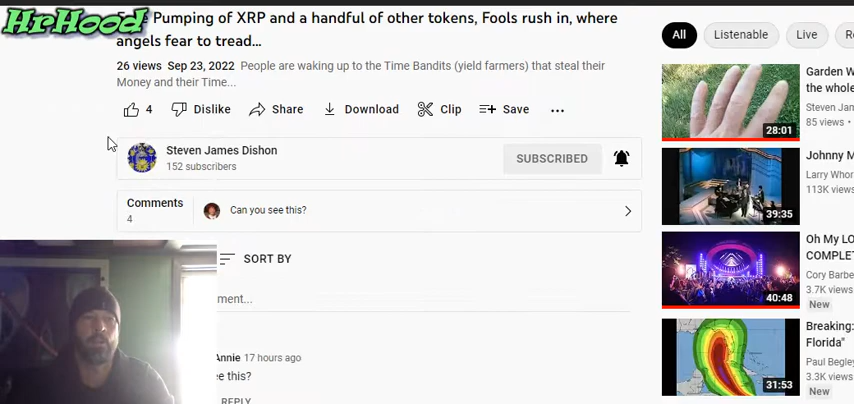 HrHood
Pumping of XRP and a handful of other tokens, Fools rush in, where
angels fear to tread...
26 views Sep 23, 2022 People are waking up to the Time Bandits (yield farmers) that steal their
Money and their Time...
4 Dislike Share Download Clip Save ...
Steven James Dishon
152 subscribers
SUBSCRIBED
Comments
4
Can you see this?
SORT BY
ment...
Annie 17 hours ago
e this?
REPLY
All Listenable Live
Garden W
the whole
Steven Jam
85 views •
28:01
Johnny M
Larry Whor
113K views
39:35
Oh My LO
COMPLET
Cory Barbe
3.7K views
New
40:48
Breaking:
Florida"
Paul Begley
3.3K views
New
31:53